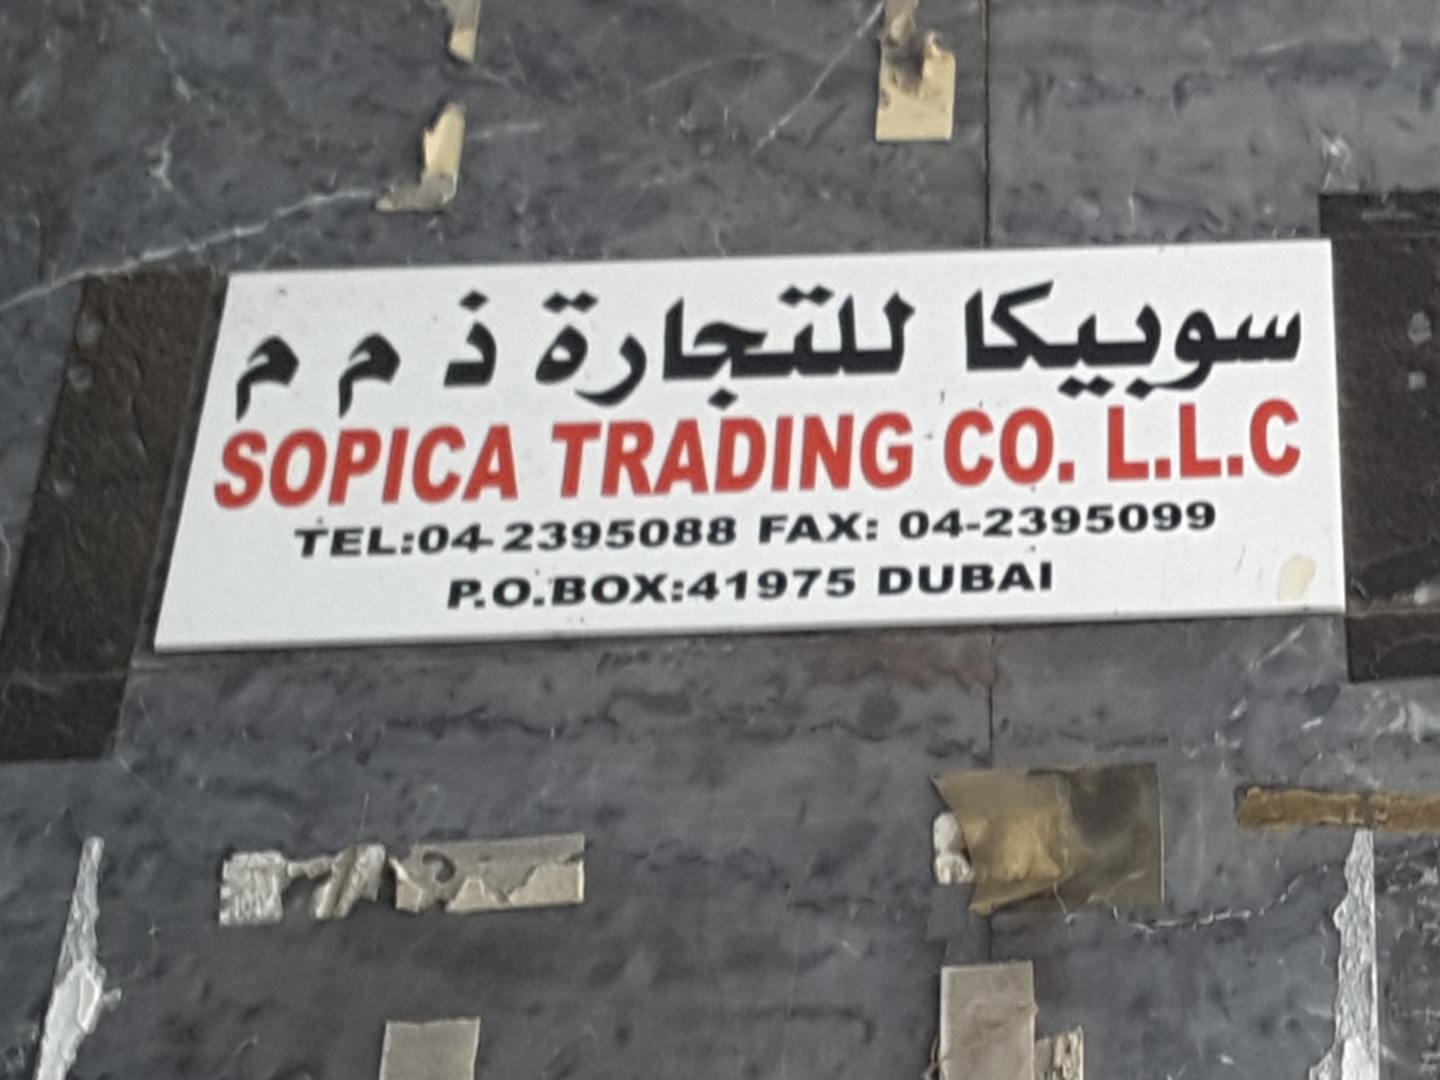 سوبيكا للتجارة ذ م م
SOPICA TRADING CO. L.L.C
TEL:04-2395088 FAX: 04-2395099
P.O.BOX:41975 DUBAI